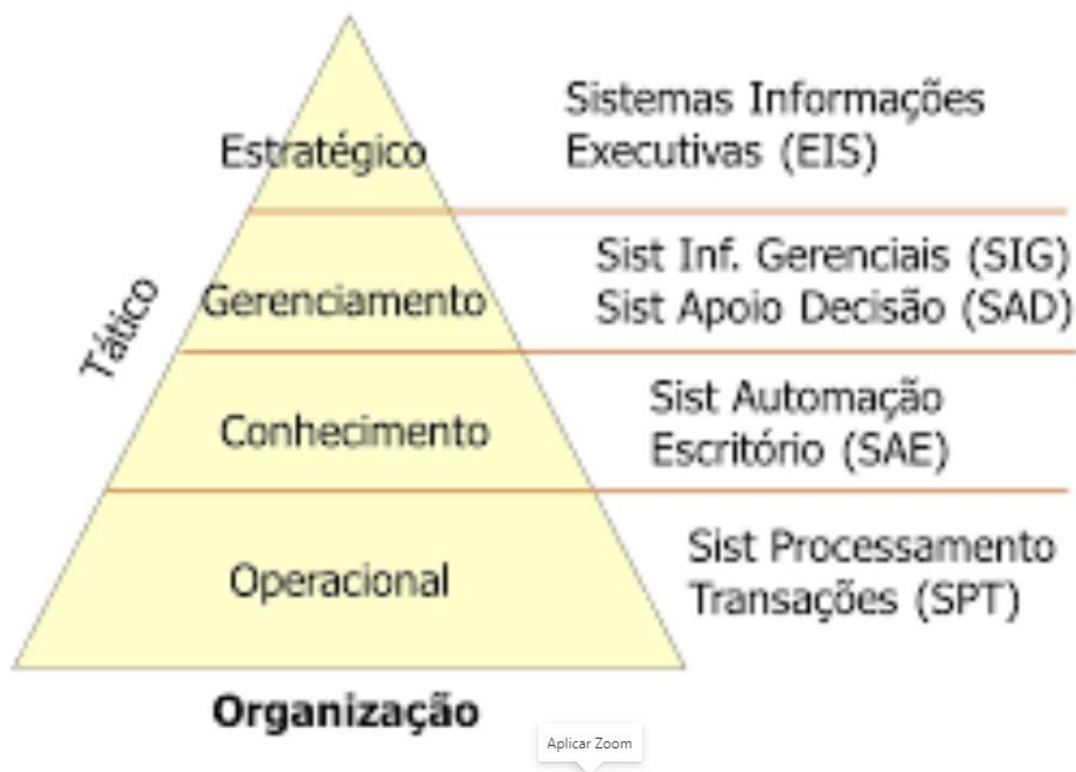 Estratégico
Sistemas Informações
Executivas (EIS)
Tático
Gerenciamento
Sist Inf. Gerenciais (SIG)
Sist Apoio Decisão (SAD)
Conhecimento
Sist Automação
Escritório (SAE)
Operacional
Sist Processamento
Transações (SPT)
Organização
Aplicar Zoom